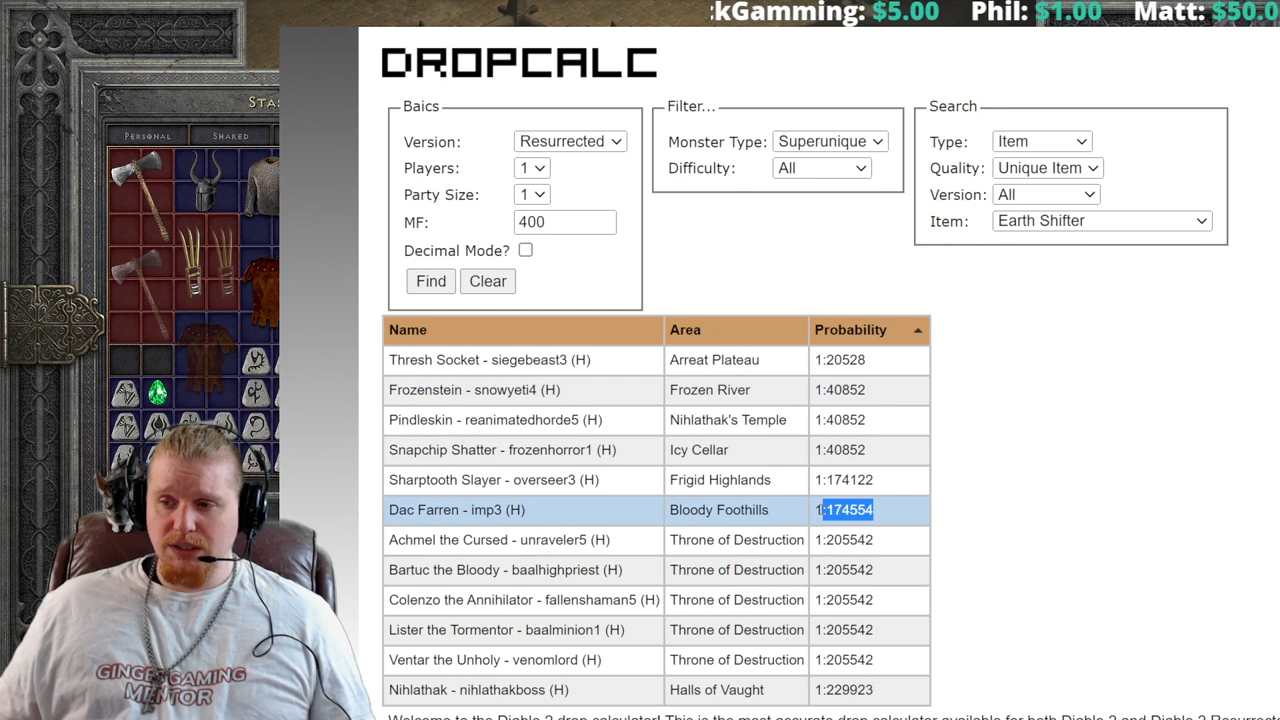 :kGamming: $5.00 Phil: $1.00 Matt: $50.0
DROPCALC
Baics
Version: Resurrected
Players: 1
Party Size: 1
MF: 400
Decimal Mode?
Find Clear
Filter...
Monster Type: Superunique
Difficulty: All
Search
Type: Item
Quality: Unique Item
Version: All
Item: Earth Shifter
PERSONAL SHARED
Name Area Probability
Thresh Socket - siegebeast3 (H) Arreat Plateau 1:20528
Frozenstein - snowyeti4 (H) Frozen River 1:40852
Pindleskin - reanimatedhorde5 (H) Nihlathak's Temple 1:40852
Snapchip Shatter - frozenhorror1 (H) Icy Cellar 1:40852
Sharptooth Slayer - overseer3 (H) Frigid Highlands 1:174122
Dac Farren - imp3 (H) Bloody Foothills 1:174554
Achmel the Cursed - unraveler5 (H) Throne of Destruction 1:205542
Bartuc the Bloody - baalhighpriest (H) Throne of Destruction 1:205542
Colenzo the Annihilator - fallenshaman5 (H) Throne of Destruction 1:205542
Lister the Tormentor - baalminion1 (H) Throne of Destruction 1:205542
Ventar the Unholy - venomlord (H) Throne of Destruction 1:205542
Nihlathak - nihlathakboss (H) Halls of Vaught 1:229923
GINGER GAMING
MENTOR